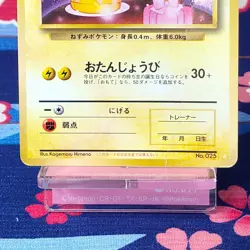 ねずみポケモン：身長0.4m、体重6.0kg
おたんじょうび
今日がこのカードの持ち主の誕生日ならコインを
投げ、「おもて」なら、50ダメージを追加する。
30+
にげる
弱点
トレーナー
年 月 日生
Illus. Kagemaru Himeno
No.025